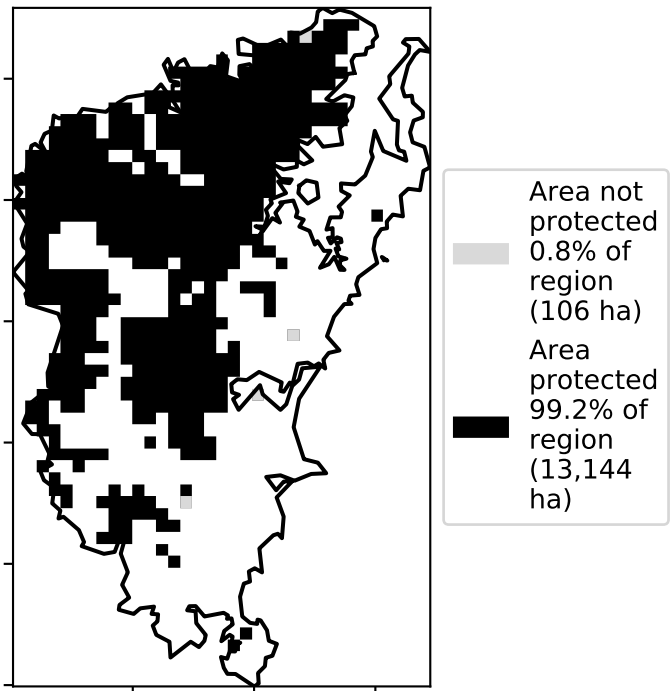 Area not
protected
0.8% of
region
(106 ha)
Area
protected
99.2% of
region
(13,144
ha)